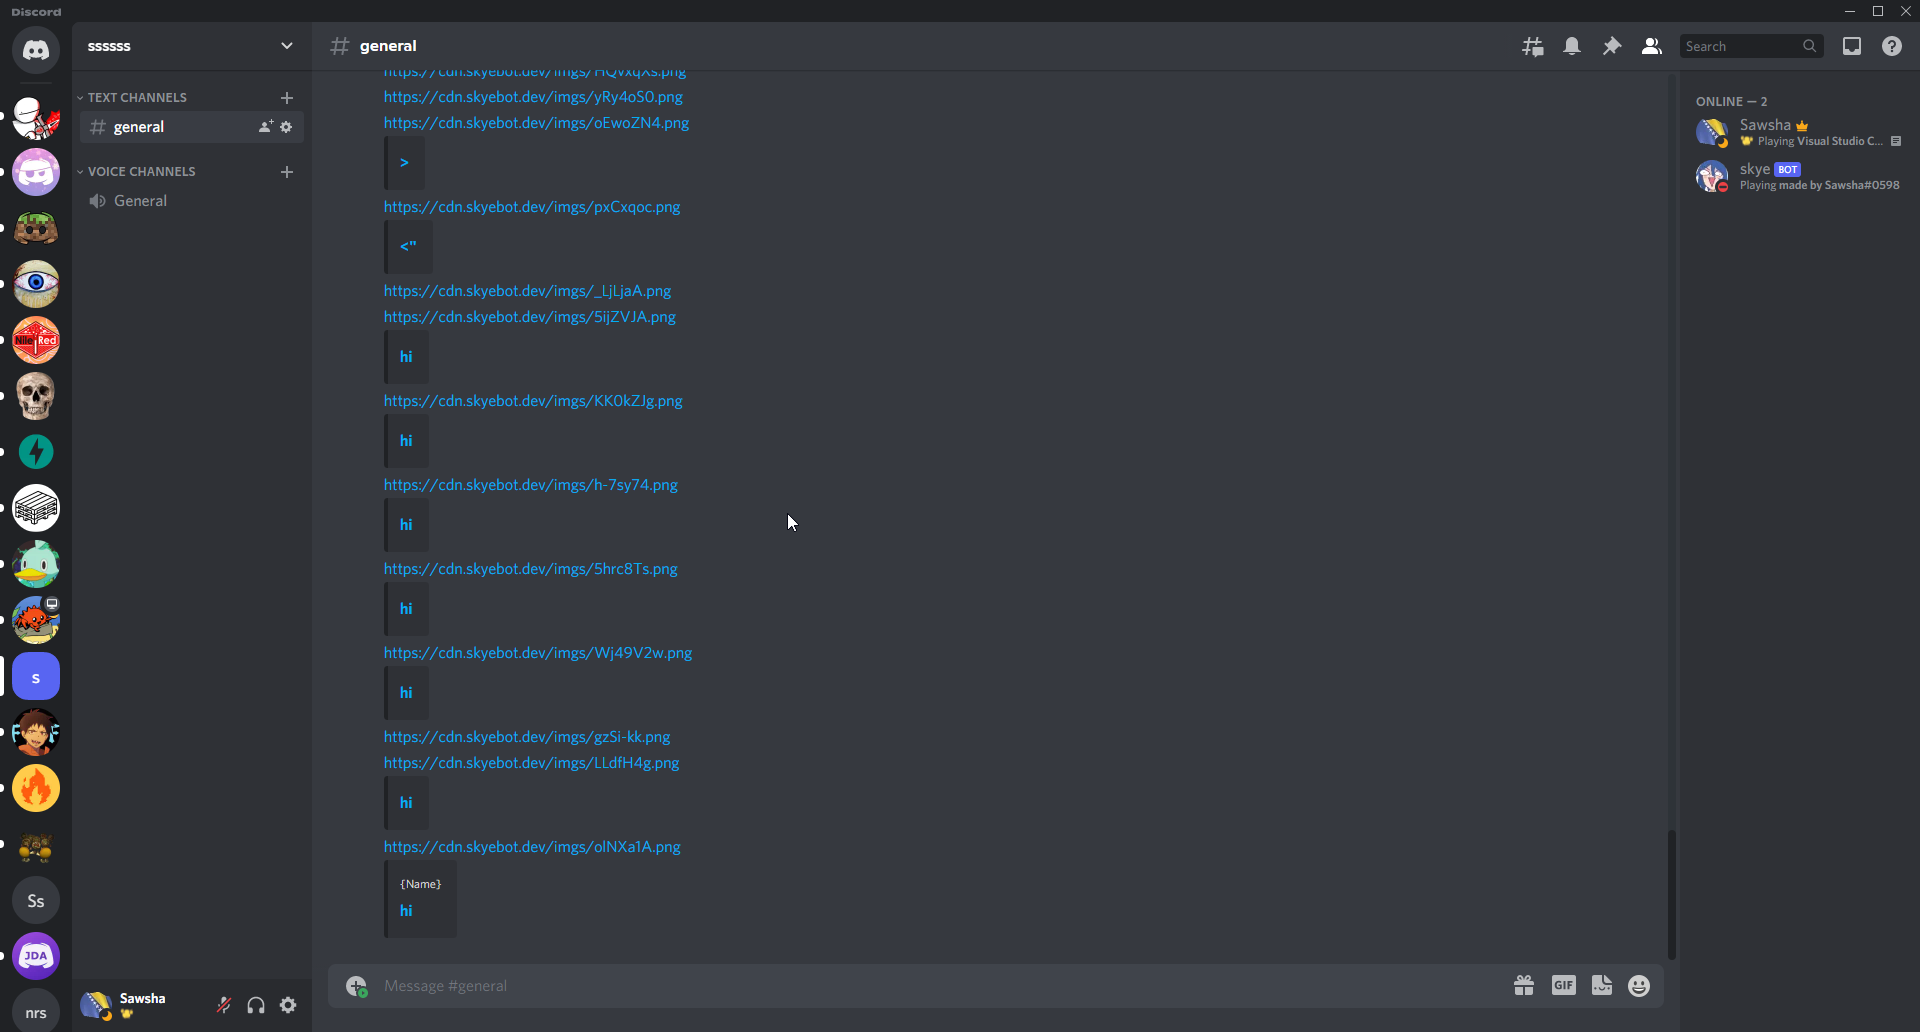 Discord
ssssss
general
Search
TEXT CHANNELS
general
VOICE CHANNELS
General
https://cdn.skyebot.dev/imgs/HQvxqXs.png
https://cdn.skyebot.dev/imgs/yRy4oS0.png
https://cdn.skyebot.dev/imgs/oEwoZN4.png
>
https://cdn.skyebot.dev/imgs/pxCxqoc.png
<"
https://cdn.skyebot.dev/imgs/_LjLjaA.png
https://cdn.skyebot.dev/imgs/5ijZVJA.png
hi
https://cdn.skyebot.dev/imgs/KK0kZJg.png
hi
https://cdn.skyebot.dev/imgs/h-7sy74.png
hi
https://cdn.skyebot.dev/imgs/5hrc8Ts.png
hi
https://cdn.skyebot.dev/imgs/Wj49V2w.png
hi
https://cdn.skyebot.dev/imgs/gzSi-kk.png
https://cdn.skyebot.dev/imgs/LLdfH4g.png
hi
https://cdn.skyebot.dev/imgs/olNXa1A.png
{Name}
hi
Message #general
GIF
ONLINE — 2
Sawsha
Playing Visual Studio C...
skye BOT
Playing made by Sawsha#0598
Nile Red
s
Ss
JDA
nrs
Sawsha